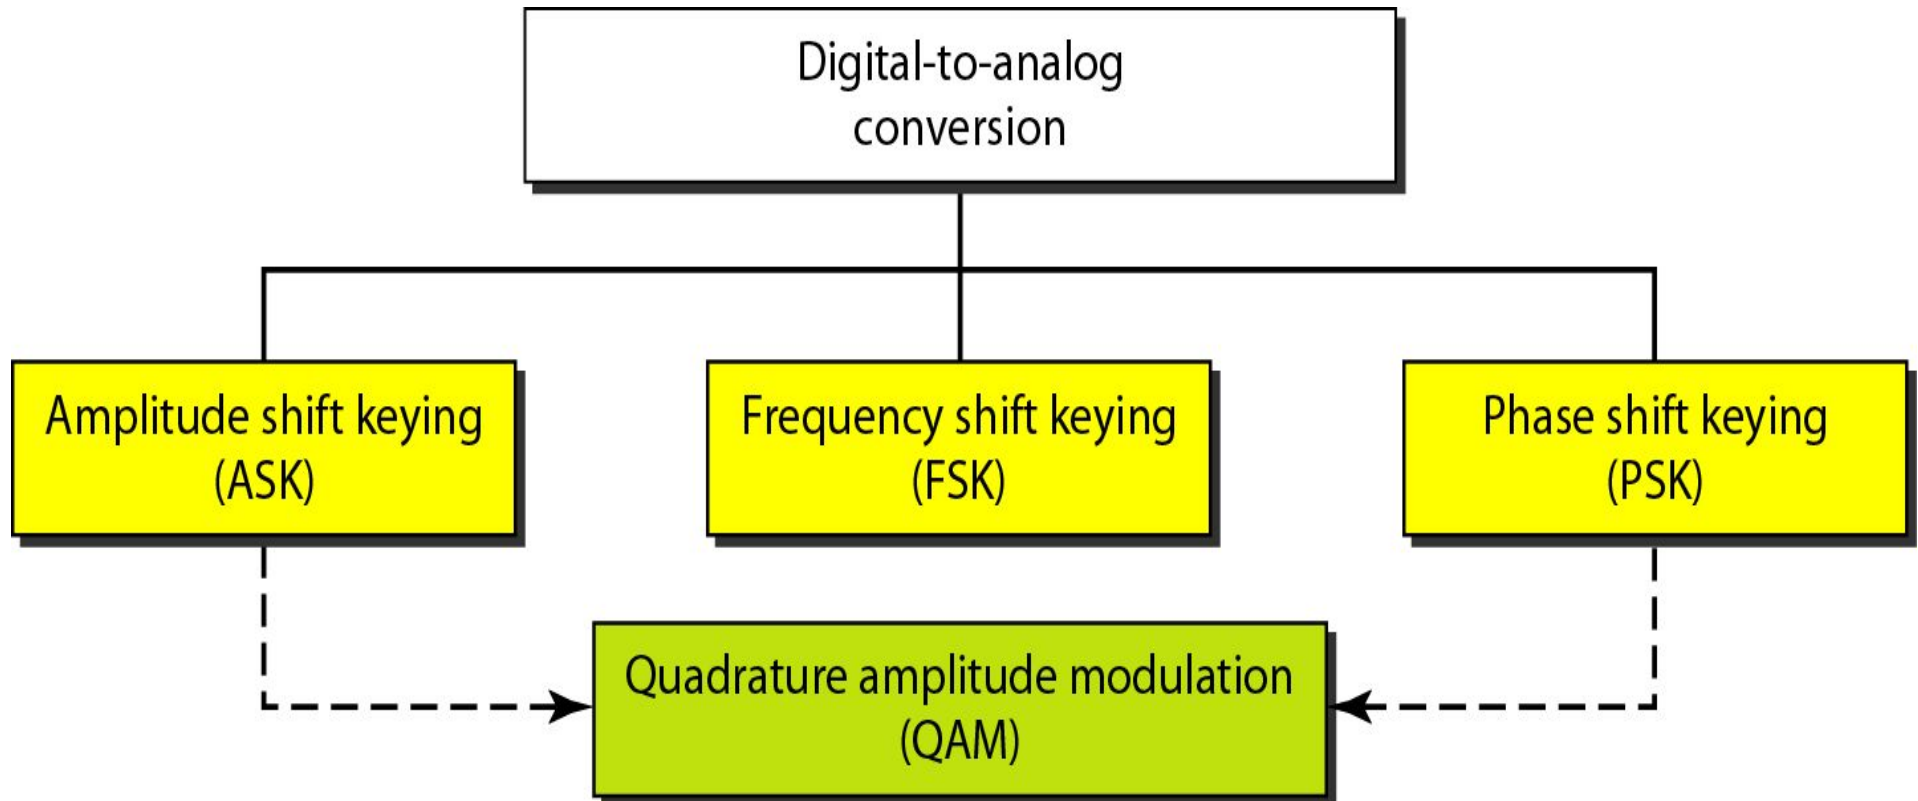 Digital-to-analog
conversion
Amplitude shift keying
(ASK)
Frequency shift keying
(FSK)
Phase shift keying
(PSK)
Quadrature amplitude modulation
(QAM)